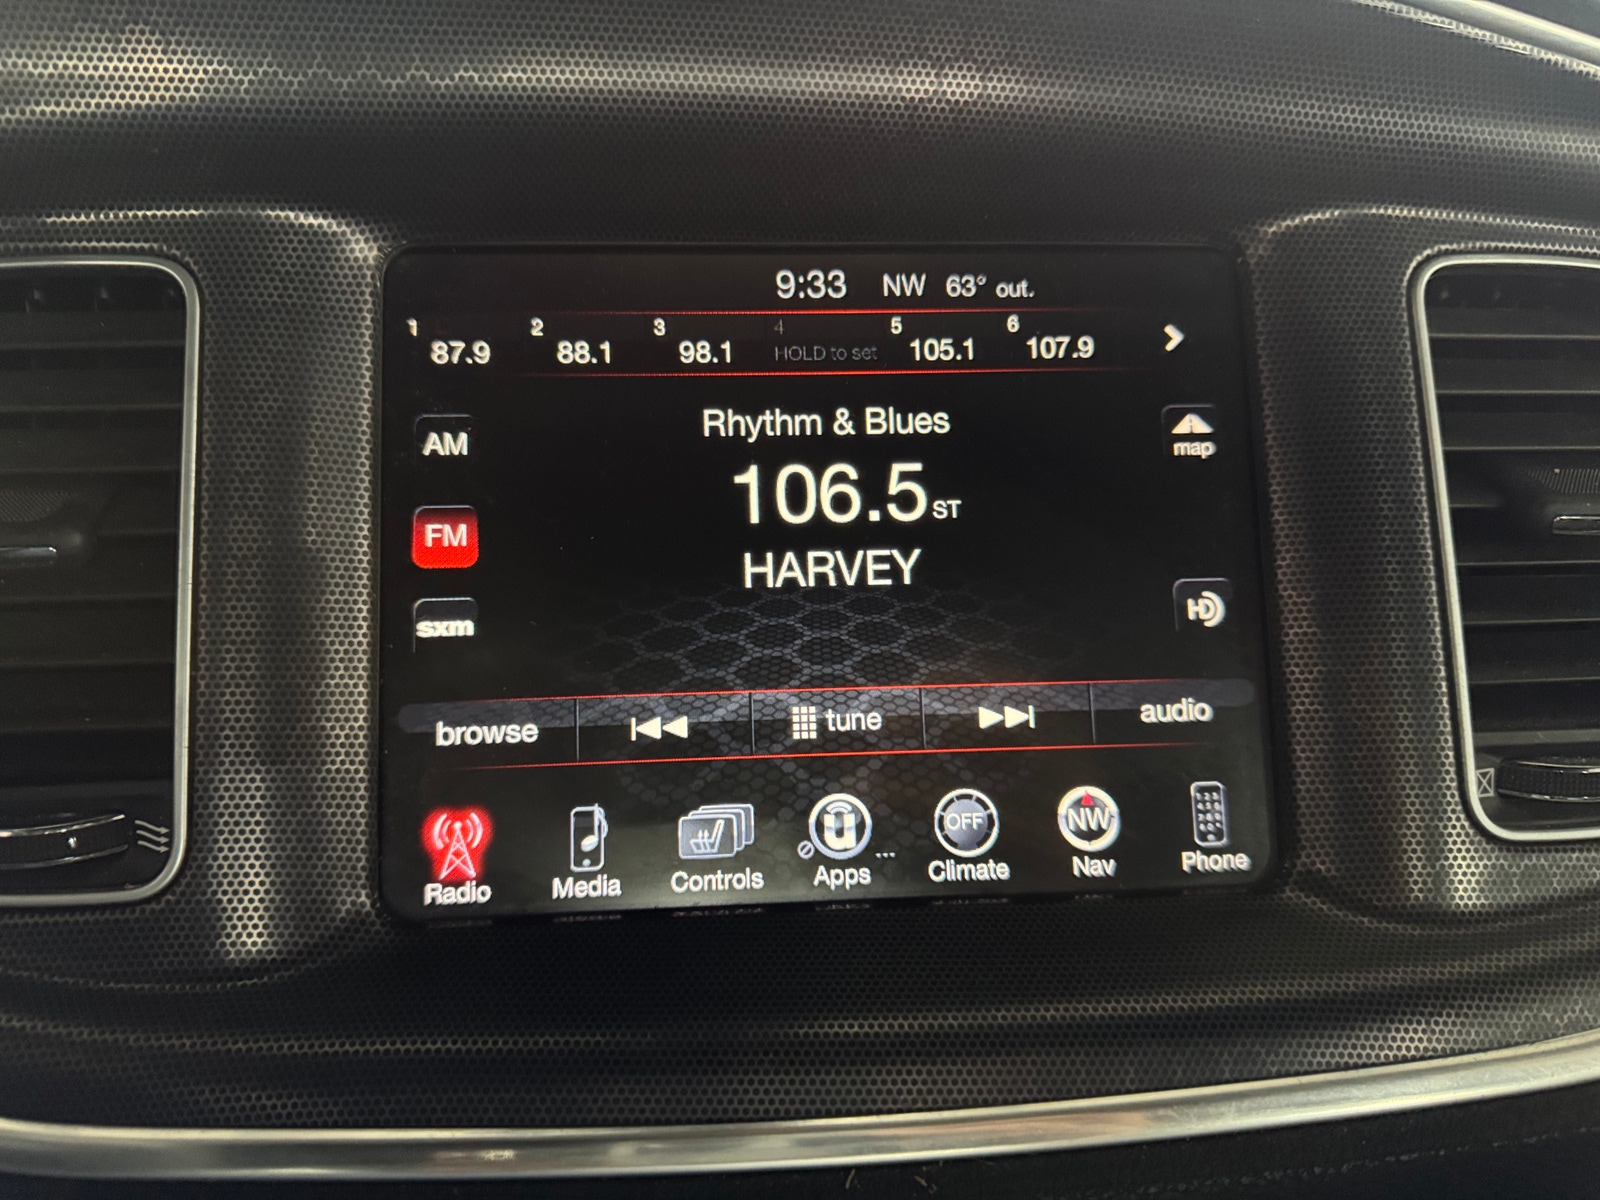 9:33 NW 63° out.
1 87.9 2 88.1 3 98.1 4 HOLD to set 5 105.1 6 107.9
Rhythm & Blues
AM
map
106.5 ST
FM
HARVEY
HD
sxm
browse tune audio
OFF NW
Radio Media Controls Apps ... Climate Nav Phone